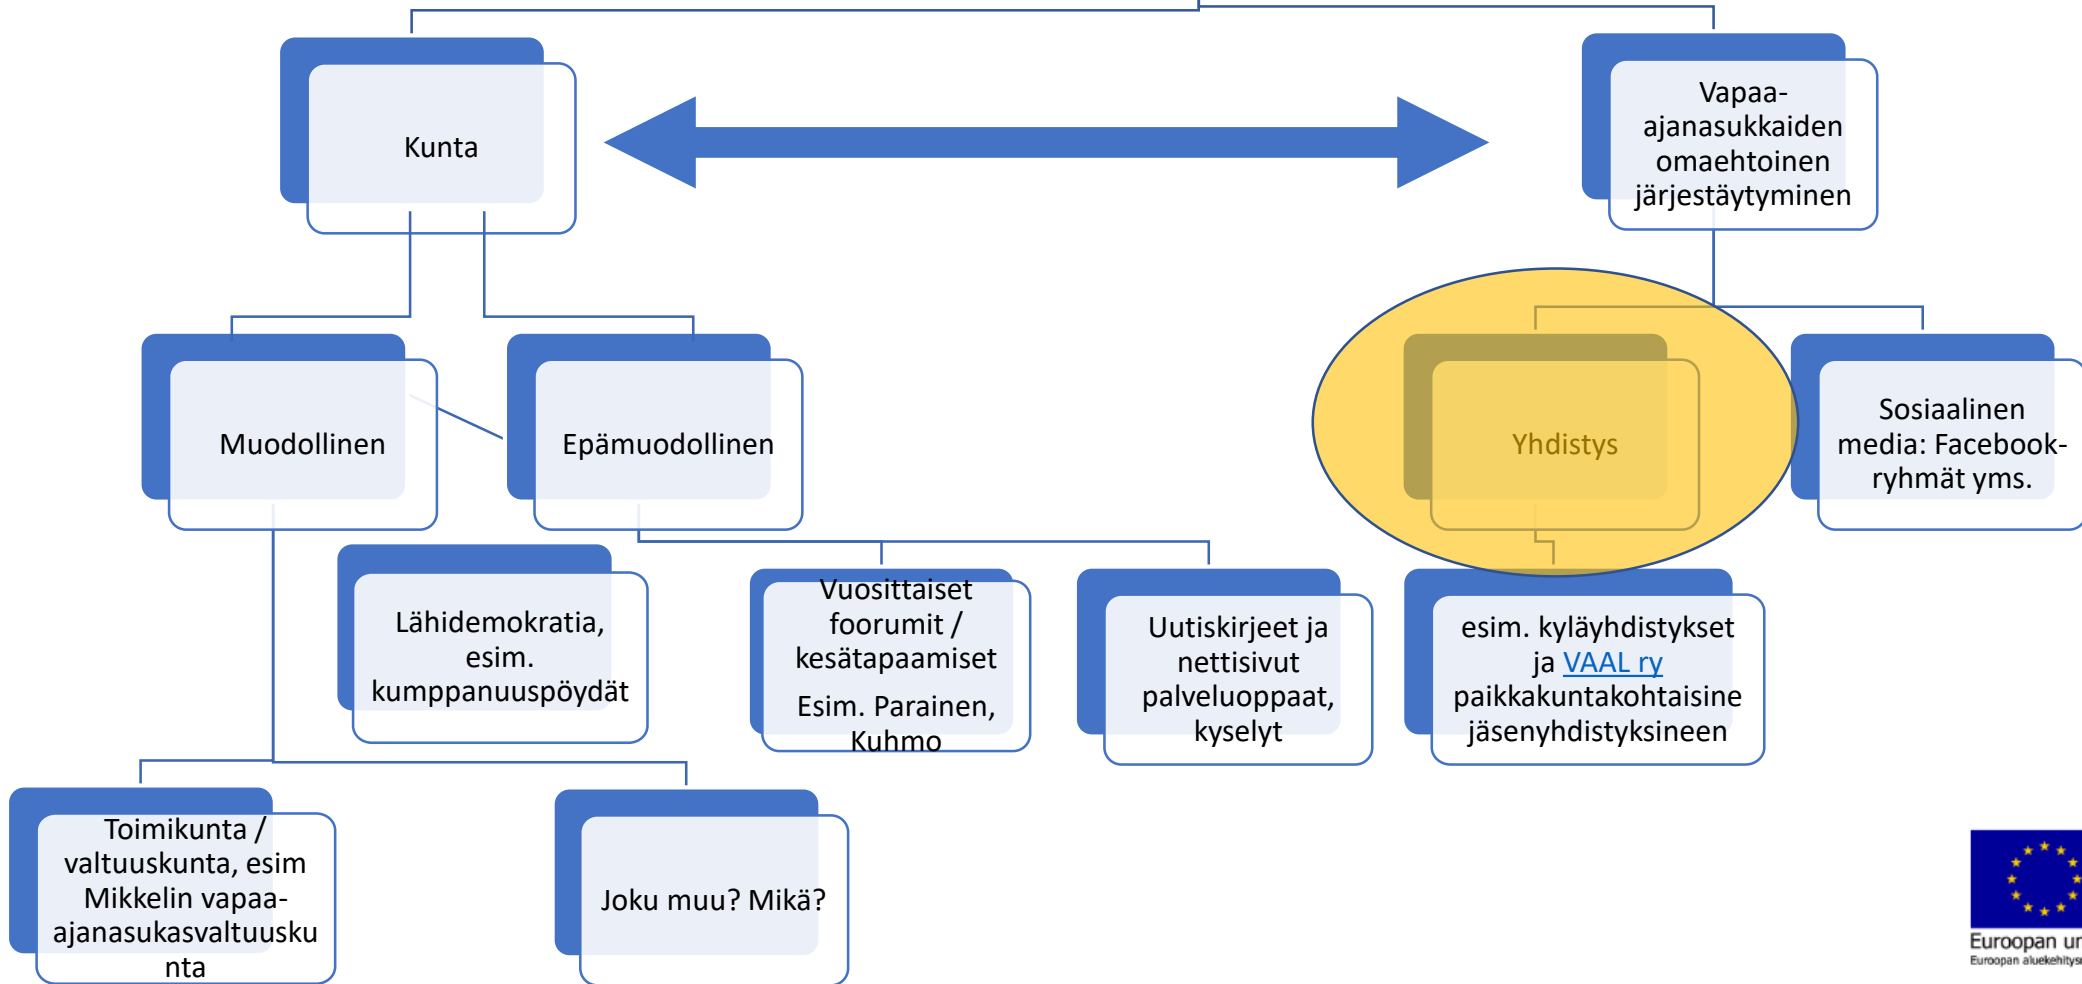 Kunta
Vapaa-
ajanasukkaiden
omaehtoinen
järjestäytyminen
Muodollinen
Epämuodollinen
Yhdistys
Sosiaalinen
media: Facebook-
ryhmät yms.
Lähidemokratia,
esim.
kumppanuuspöydät
Vuosittaiset
foorumit /
kesätapaamiset
Esim. Parainen,
Kuhmo
Uutiskirjeet ja
nettisivut
palveluoppaat,
kyselyt
esim. kyläyhdistykset
ja VAAL ry
paikkakuntakohtaisine
jäsenyhdistyksineen
Toimikunta /
valtuuskunta, esim
Mikkelin vapaa-
ajanasukasvaltuusku
nta
Joku muu? Mikä?
Euroopan
Euroopan